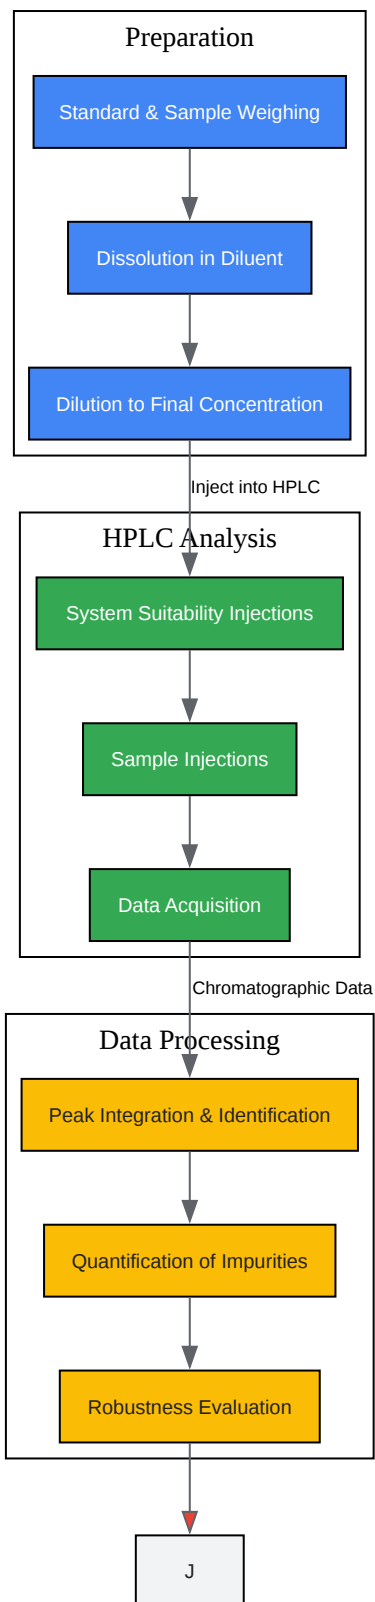 Preparation
Standard & Sample Weighing
Dissolution in Diluent
Dilution to Final Concentration
Inject into HPLC
HPLC Analysis
System Suitability Injections
Sample Injections
Data Acquisition
Chromatographic Data
Data Processing
Peak Integration & Identification
Quantification of Impurities
Robustness Evaluation
J